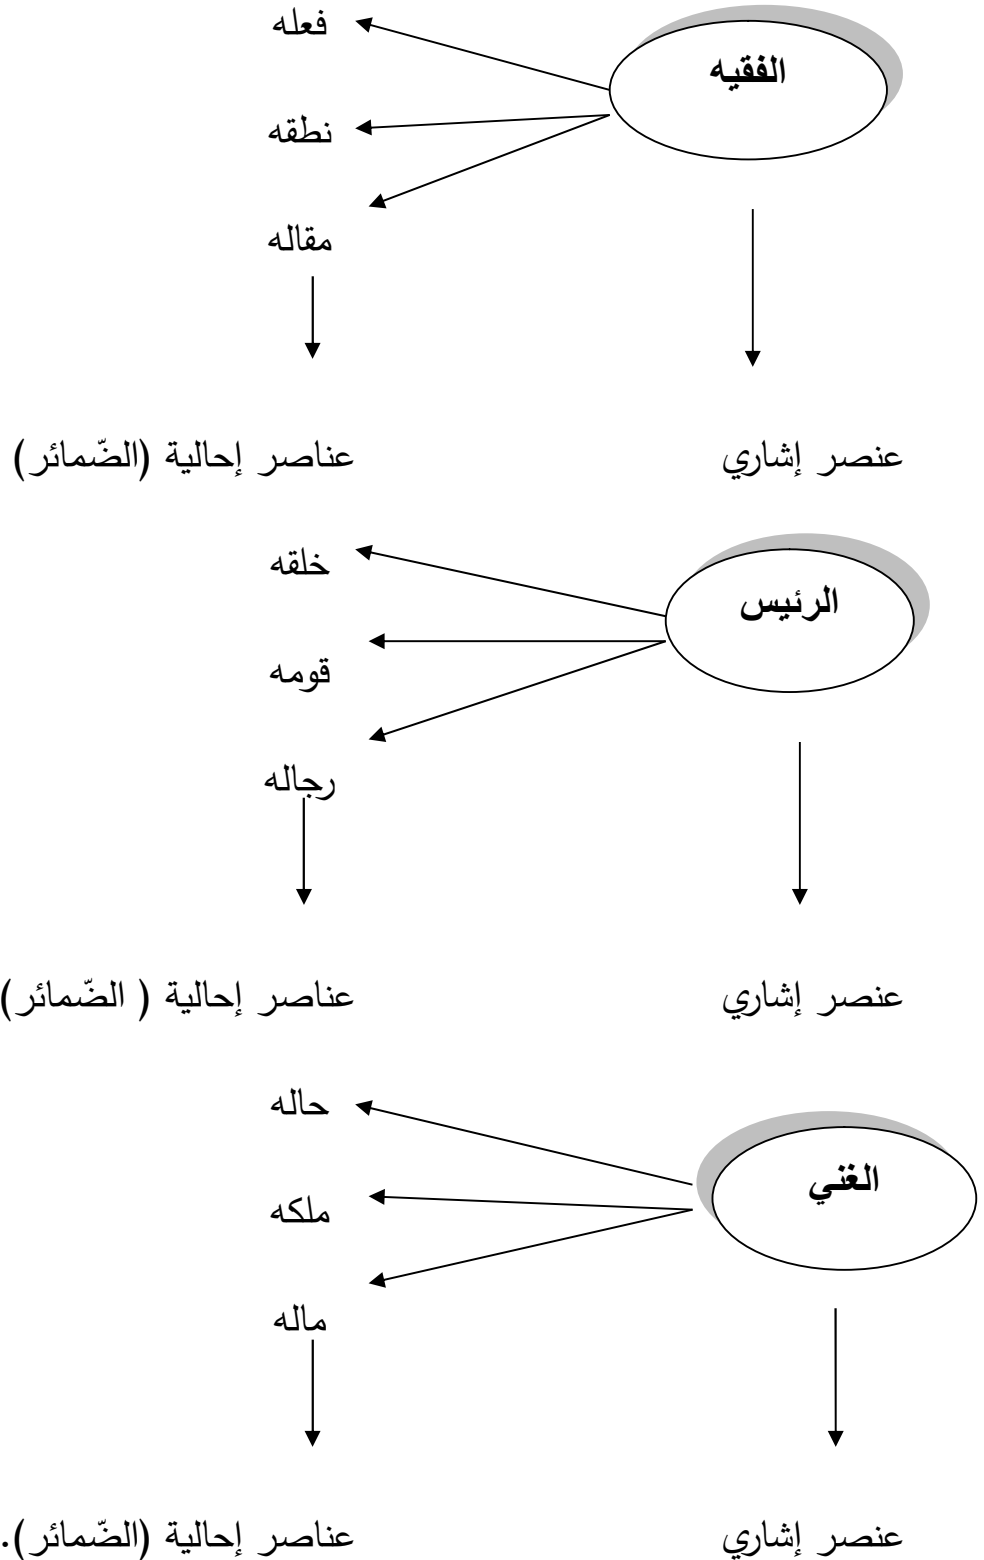 فعله
الفقيه
نطقه
مقاله
عنصر إشاري
عناصر إحالية (الضّمائر)
خلقه
الرئيس
قومه
رجاله
عنصر إشاري
عناصر إحالية ( الضّمائر)
حاله
الغني
ملكه
ماله
عنصر إشاري
عناصر إحالية (الضّمائر).